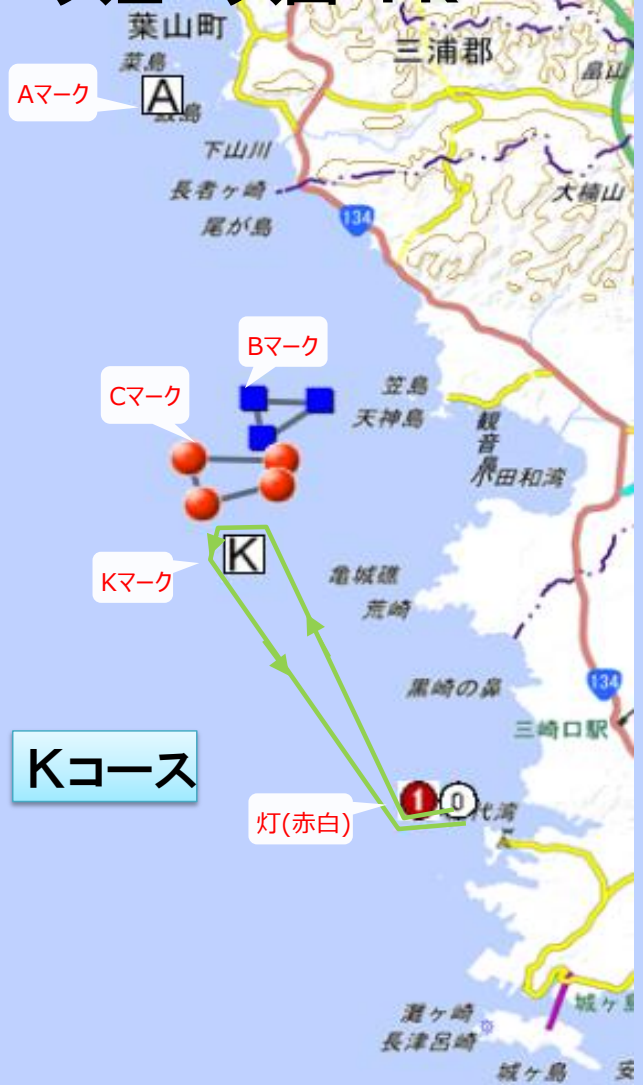 葉山町
三浦郡
菜島
畠山
Aマーク
A
下山川
長者ヶ崎
大楠山
尾が島
134
Bマーク
笠島
Cマーク
天神島
観音鼻
小田和湾
K
Kマーク
亀城礁
荒崎
黒崎の鼻
134
三崎口駅
Kコース
1
0
代湾
灯(赤白)
灘ヶ崎
長津呂崎
城ヶ島